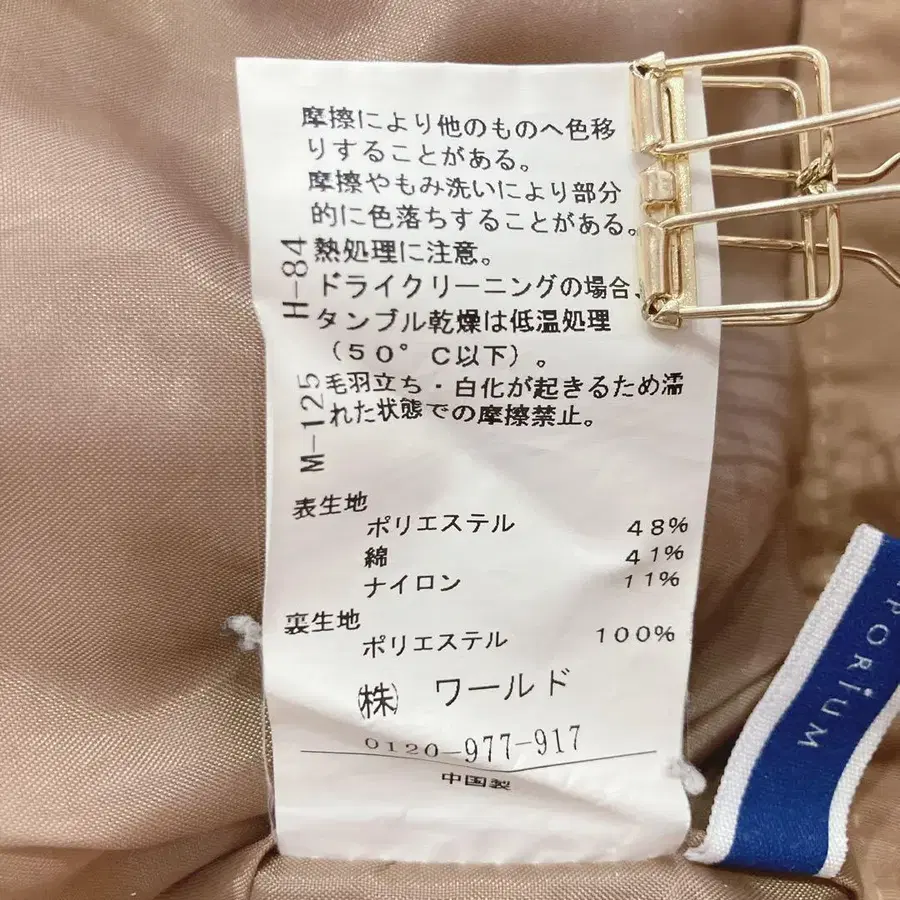 摩擦により他のものへ色移
りすることがある。
摩擦やもみ洗いにより部分
的に色落ちすることがある。
熱処理に注意。
ドライクリーニングの場合、
タンブル乾燥は低温処理
(50°C以下)。
毛羽立ち・白化が起きるため濡
れた状態での摩擦禁止。
H-84
M-125
表生地
ポリエステル 48%
綿 41%
ナイロン 11%
裏生地
ポリエステル 100%
㈱ ワールド
0120-977-917
中国製
PORiUM